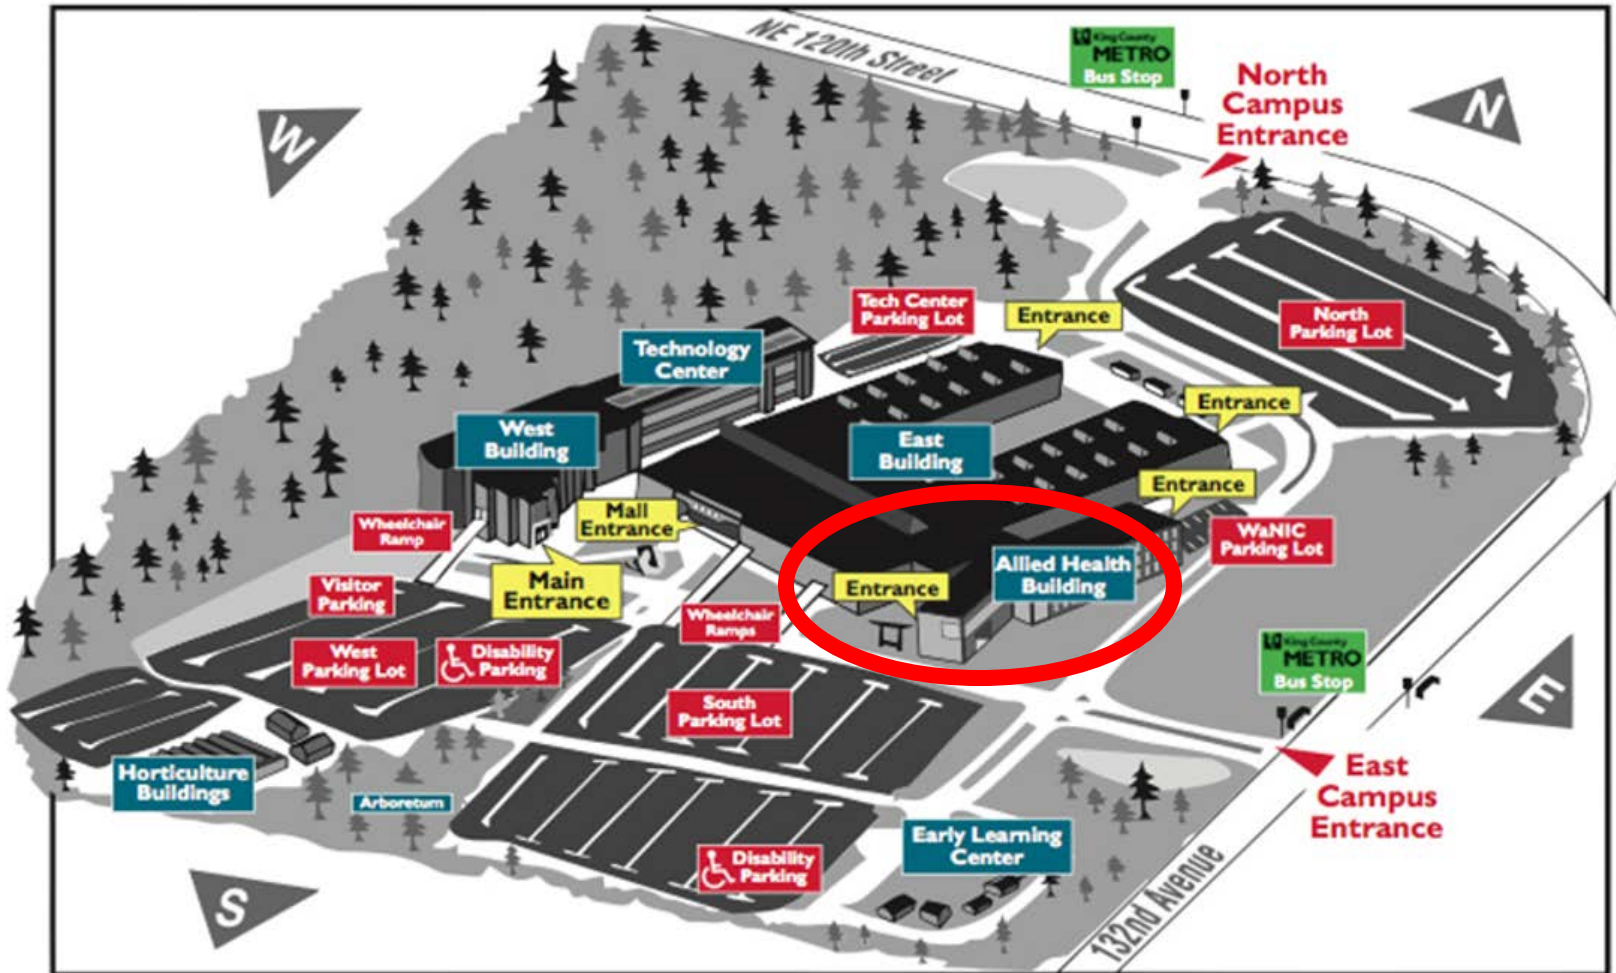 NE 120th Street
King County
METRO
Bus Stop
North
Campus
Entrance
N
W
Tech Center
Parking Lot
Entrance
North
Parking Lot
Technology
Center
Entrance
West
Building
East
Building
Entrance
Mall
Entrance
Wheelchair
Ramp
WaNIC
Parking Lot
Allied Health
Building
Main
Entrance
Entrance
Visitor
Parking
Wheelchair
Ramps
West
Parking Lot
Disability
Parking
King County
METRO
Bus Stop
E
South
Parking Lot
Horticulture
Buildings
Arboretum
East
Campus
Entrance
Early Learning
Center
Disability
Parking
132nd Avenue
S